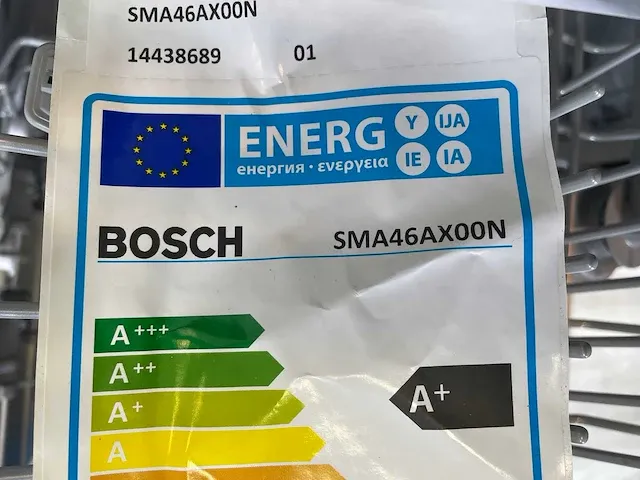 SMA46AX00N
14438689 01
ENERG Y IJA
енергия · ενεργεια IE IA
BOSCH SMA46AX00N
A+++
A++
A+ A+
A